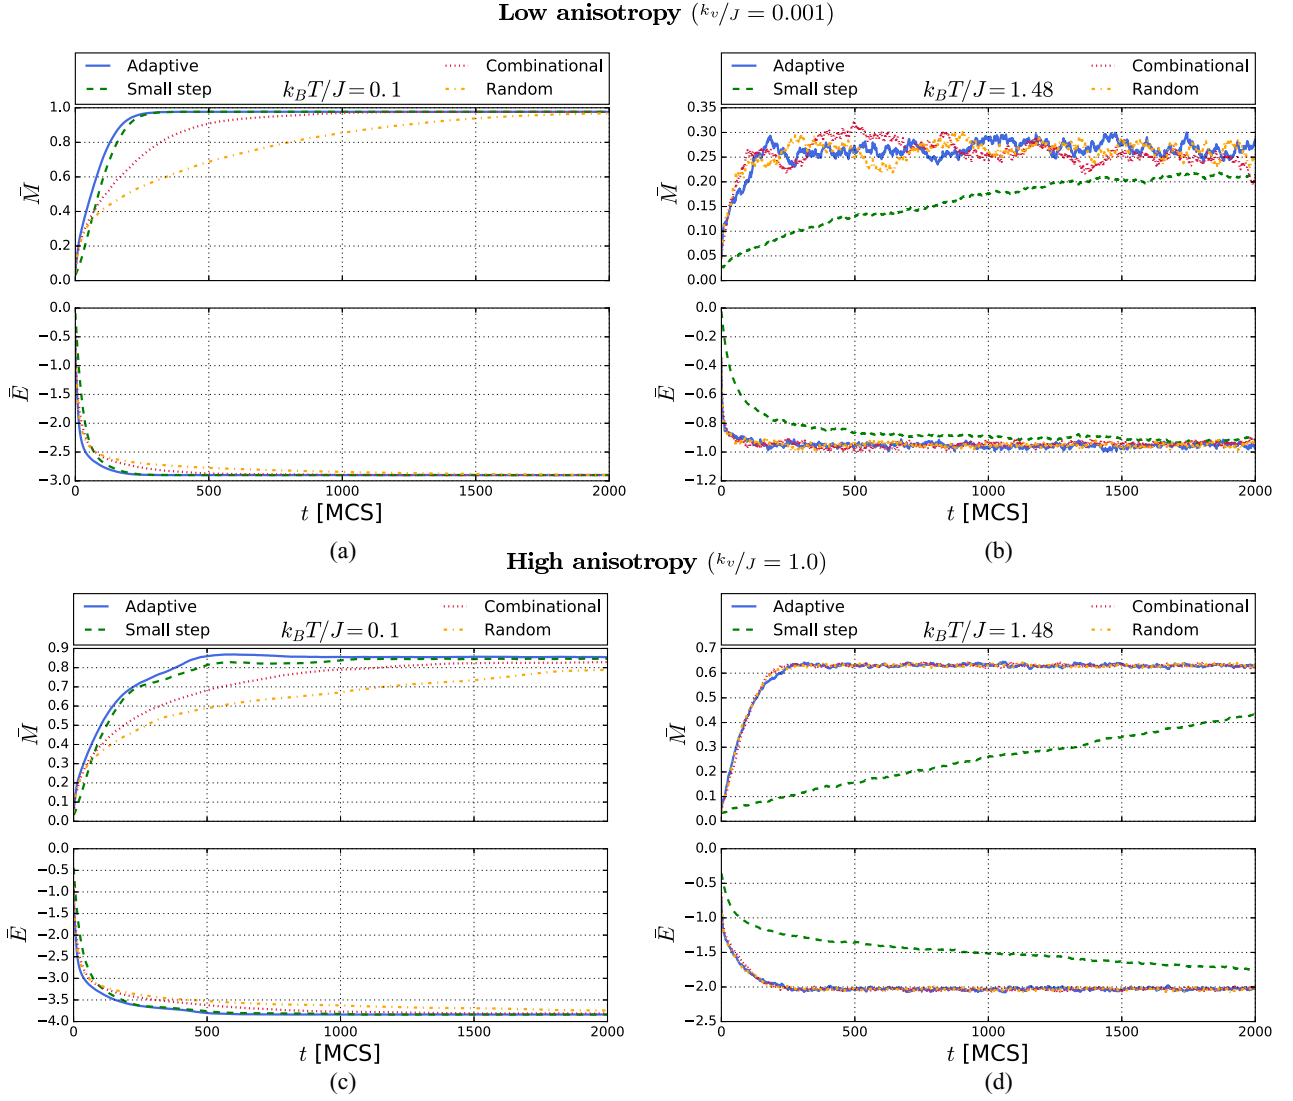 Low anisotropy (kv/J = 0.001)
Adaptive
Small step
k_BT/J = 0.1
Combinational
Random
1.0
0.8
0.6
0.4
0.2
0.0
M̄
0.0
−0.5
−1.0
−1.5
−2.0
−2.5
−3.0
Ē
0 500 1000 1500 2000
t [MCS]
(a)
Adaptive
Small step
k_BT/J = 1.48
Combinational
Random
0.35
0.30
0.25
0.20
0.15
0.10
0.05
0.00
M̄
0.0
−0.2
−0.4
−0.6
−0.8
−1.0
−1.2
Ē
0 500 1000 1500 2000
t [MCS]
(b)
High anisotropy (kv/J = 1.0)
Adaptive
Small step
k_BT/J = 0.1
Combinational
Random
0.9
0.8
0.7
0.6
0.5
0.4
0.3
0.2
0.1
0.0
M̄
0.0
−0.5
−1.0
−1.5
−2.0
−2.5
−3.0
−3.5
−4.0
Ē
0 500 1000 1500 2000
t [MCS]
(c)
Adaptive
Small step
k_BT/J = 1.48
Combinational
Random
0.7
0.6
0.5
0.4
0.3
0.2
0.1
0.0
M̄
0.0
−0.5
−1.0
−1.5
−2.0
−2.5
Ē
0 500 1000 1500 2000
t [MCS]
(d)